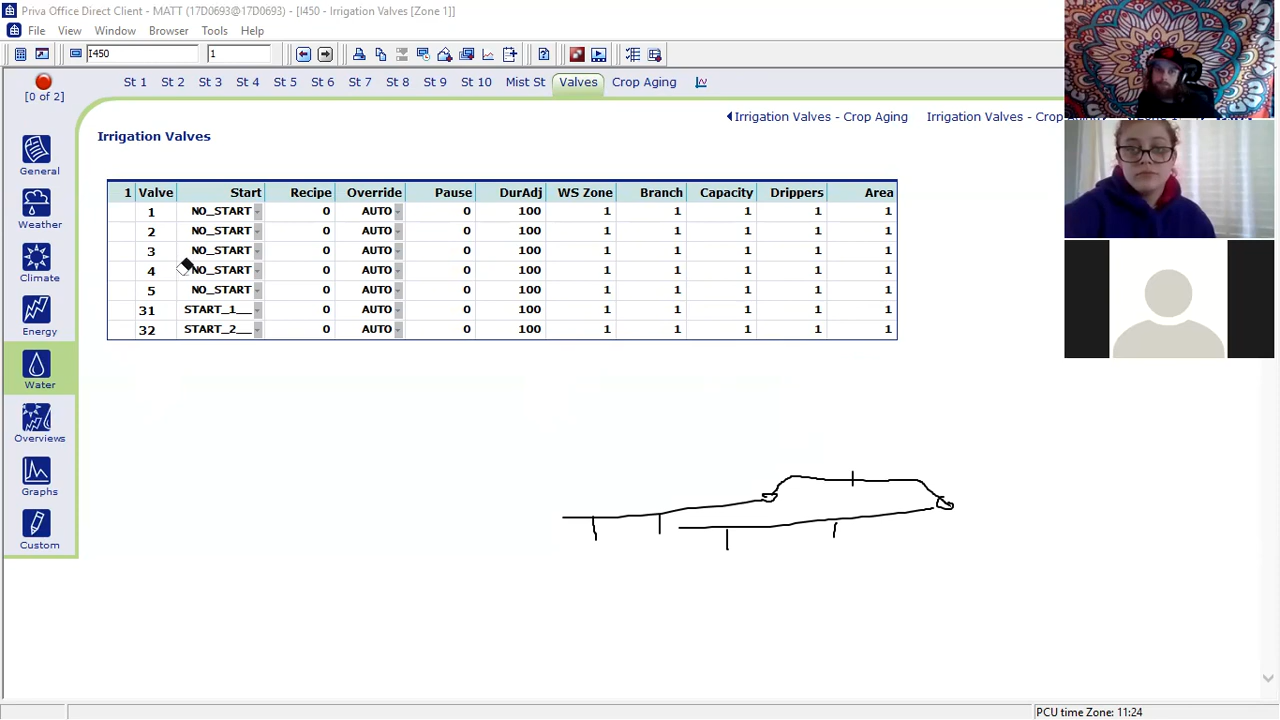 Priva Office Direct Client - MATT (17D0693@17D0693) - [I450 - Irrigation Valves [Zone 1]]
File View Window Browser Tools Help
I450 1
[0 of 2]
St 1 St 2 St 3 St 4 St 5 St 6 St 7 St 8 St 9 St 10 Mist St Valves Crop Aging
Irrigation Valves - Crop Aging Irrigation Valves - Crop
Irrigation Valves
General
Weather
Climate
Energy
Water
Overviews
Graphs
Custom
1 Valve Start Recipe Override Pause DurAdj WS Zone Branch Capacity Drippers Area
1 NO_START 0 AUTO 0 100 1 1 1 1 1
2 NO_START 0 AUTO 0 100 1 1 1 1 1
3 NO_START 0 AUTO 0 100 1 1 1 1 1
4 NO_START 0 AUTO 0 100 1 1 1 1 1
5 NO_START 0 AUTO 0 100 1 1 1 1 1
31 START_1__ 0 AUTO 0 100 1 1 1 1 1
32 START_2__ 0 AUTO 0 100 1 1 1 1 1
PCU time Zone: 11:24